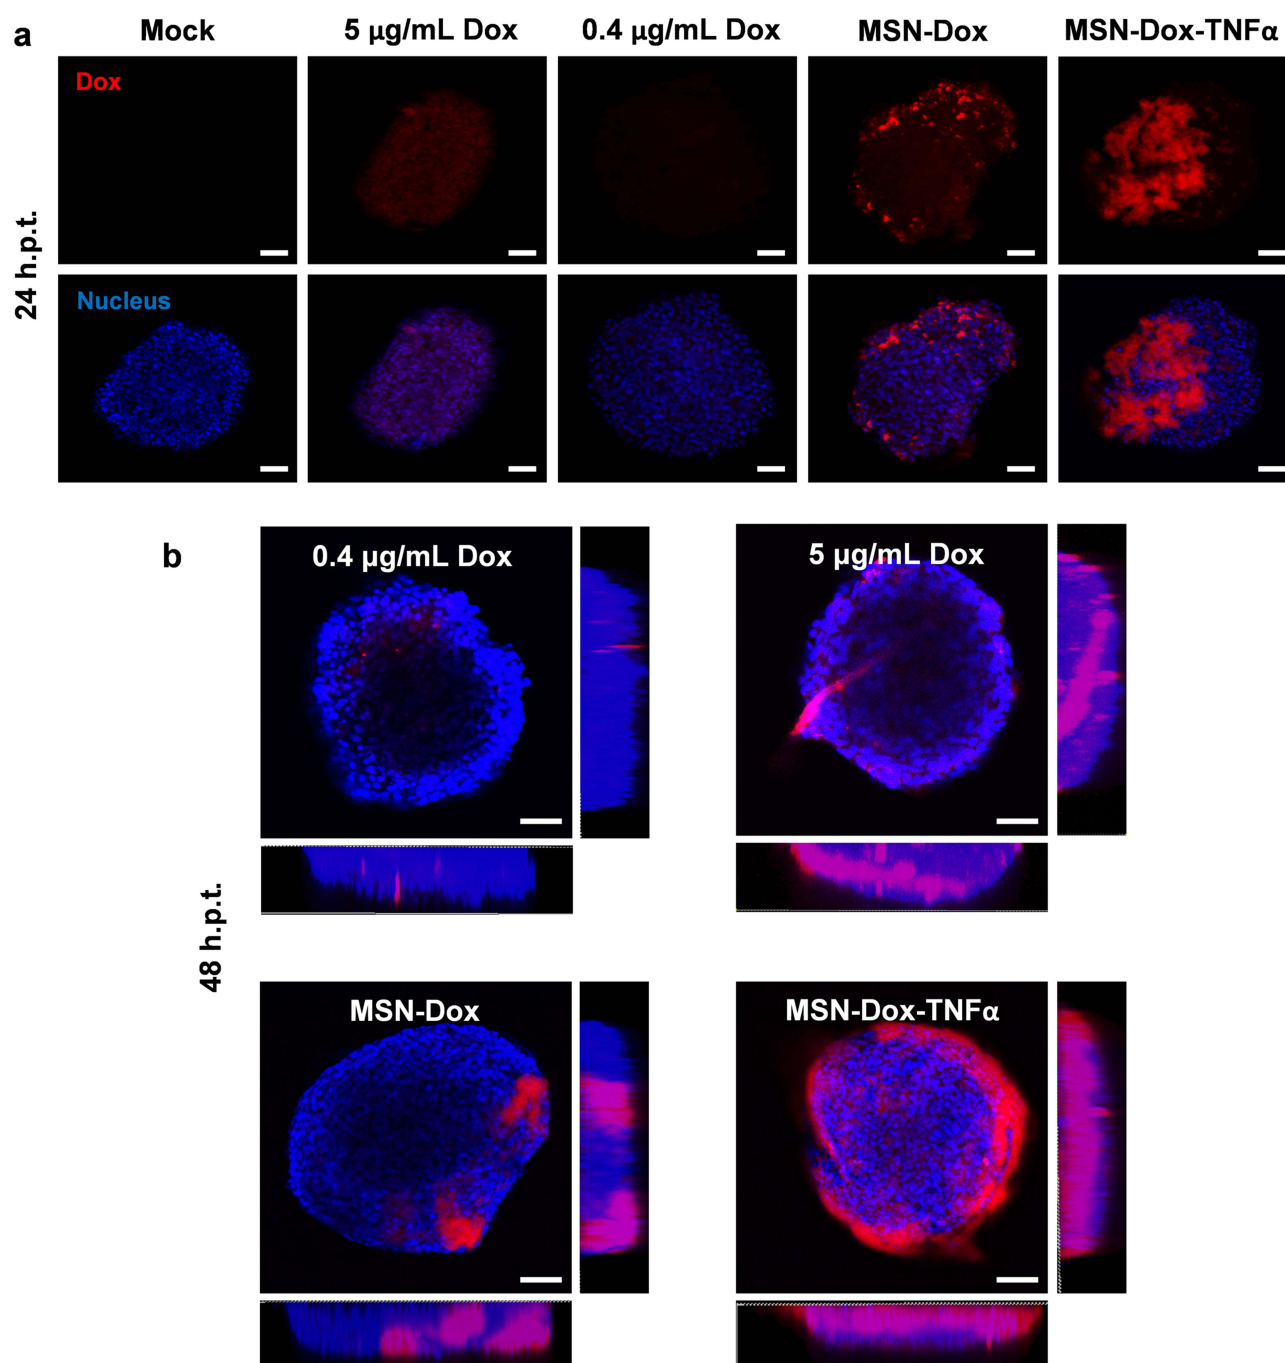 a
Mock
5 µg/mL Dox
0.4 µg/mL Dox
MSN-Dox
MSN-Dox-TNFα
24 h.p.t.
Dox
Nucleus
b
48 h.p.t.
0.4 µg/mL Dox
5 µg/mL Dox
MSN-Dox
MSN-Dox-TNFα